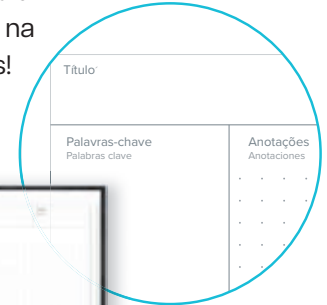 na
s!
Título
Palavras-chave
Palabras clave
Anotações
Anotaciones